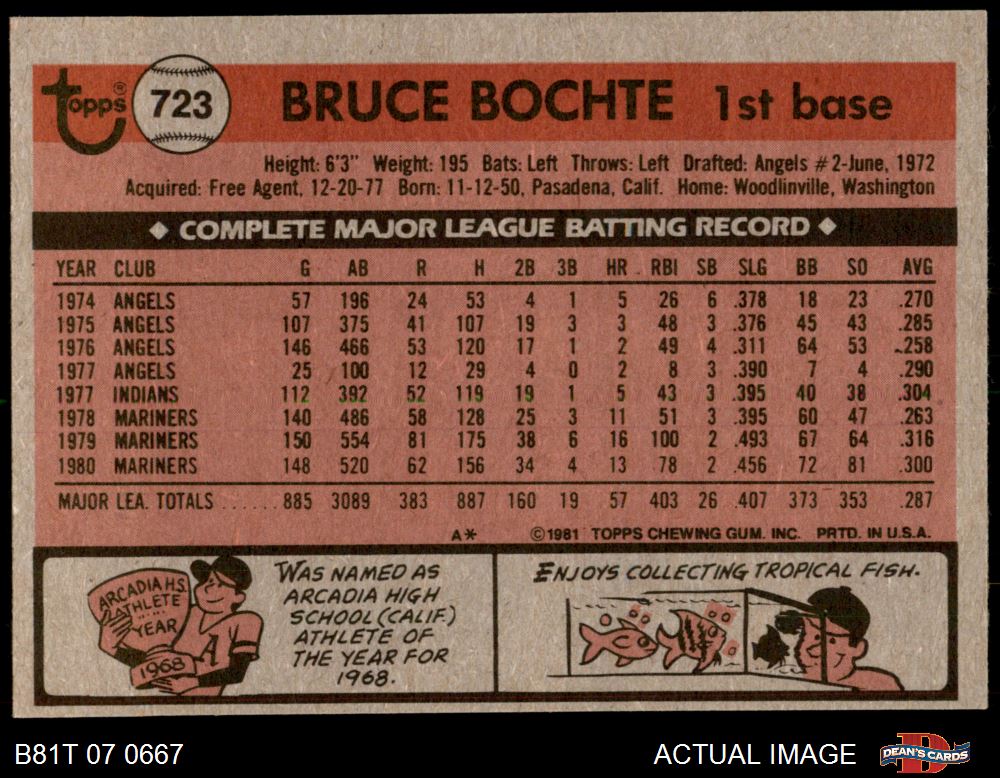 Topps® 723 BRUCE BOCHTE 1st base
Height: 6'3" Weight: 195 Bats: Left Throws: Left Drafted: Angels #2-June, 1972
Acquired: Free Agent, 12-20-77 Born: 11-12-50, Pasadena, Calif. Home: Woodlinville, Washington
◆ COMPLETE MAJOR LEAGUE BATTING RECORD ◆
YEAR CLUB G AB R H 2B 3B HR RBI SB SLG BB SO AVG
1974 ANGELS 57 196 24 53 4 1 5 26 6 .378 18 23 .270
1975 ANGELS 107 375 41 107 19 3 3 48 3 .376 45 43 .285
1976 ANGELS 146 466 53 120 17 1 2 49 4 .311 64 53 .258
1977 ANGELS 25 100 12 29 4 0 2 8 3 .390 7 4 .290
1977 INDIANS 112 392 52 119 19 1 5 43 3 .395 40 38 .304
1978 MARINERS 140 486 58 128 25 3 11 51 3 .395 60 47 .263
1979 MARINERS 150 554 81 175 38 6 16 100 2 .493 67 64 .316
1980 MARINERS 148 520 62 156 34 4 13 78 2 .456 72 81 .300
MAJOR LEA. TOTALS ...... 885 3089 383 887 160 19 57 403 26 .407 373 353 .287
A* ©1981 TOPPS CHEWING GUM. INC. PRTD. IN U.S.A.
ARCADIA H.S.
ATHLETE
YEAR
1968
A
WAS NAMED AS
ARCADIA HIGH
SCHOOL (CALIF.)
ATHLETE OF
THE YEAR FOR
1968.
ENJOYS COLLECTING TROPICAL FISH.
B81T 07 0667 ACTUAL IMAGE
D
DEAN'S CARDS